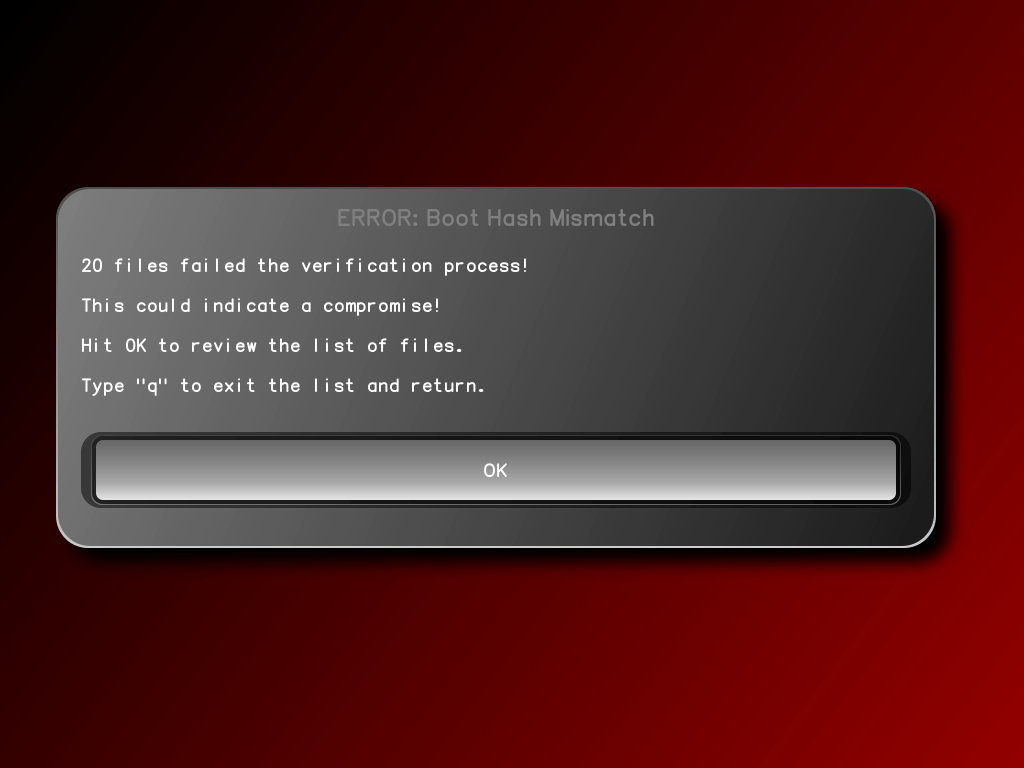 ERROR: Boot Hash Mismatch
20 files failed the verification process!
This could indicate a compromise!
Hit OK to review the list of files.
Type "q" to exit the list and return.
OK